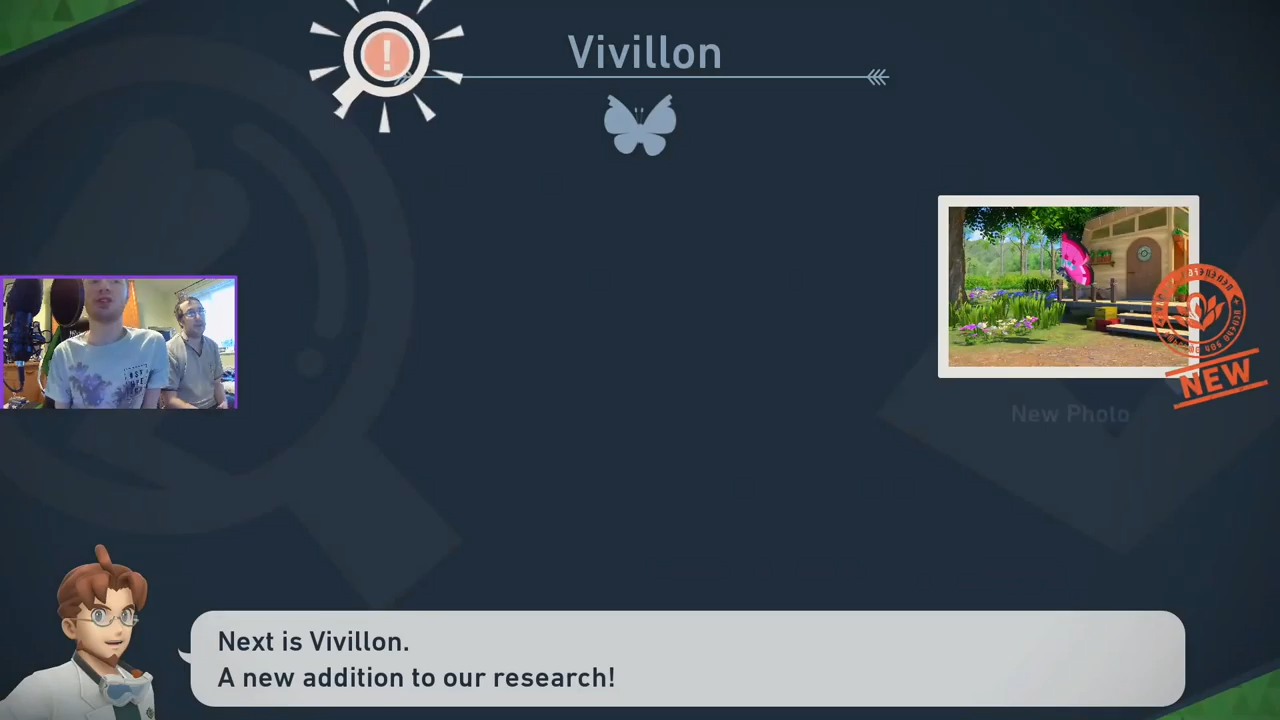 Vivillon
NEW
New Photo
Next is Vivillon.
A new addition to our research!